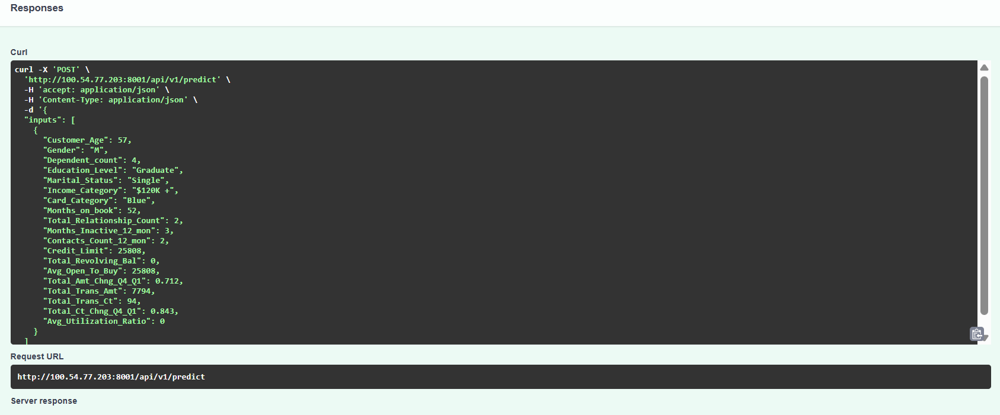 Responses
Curl
curl -X 'POST' \
  'http://100.54.77.203:8001/api/v1/predict' \
  -H 'accept: application/json' \
  -H 'Content-Type: application/json' \
  -d '{
  "inputs": [
    {
      "Customer_Age": 57,
      "Gender": "M",
      "Dependent_count": 4,
      "Education_Level": "Graduate",
      "Marital_Status": "Single",
      "Income_Category": "$120K +",
      "Card_Category": "Blue",
      "Months_on_book": 52,
      "Total_Relationship_Count": 2,
      "Months_Inactive_12_mon": 3,
      "Contacts_Count_12_mon": 2,
      "Credit_Limit": 25808,
      "Total_Revolving_Bal": 0,
      "Avg_Open_To_Buy": 25808,
      "Total_Amt_Chng_Q4_Q1": 0.712,
      "Total_Trans_Amt": 7794,
      "Total_Trans_Ct": 94,
      "Total_Ct_Chng_Q4_Q1": 0.843,
      "Avg_Utilization_Ratio": 0
    }
  ]
Request URL
http://100.54.77.203:8001/api/v1/predict
Server response